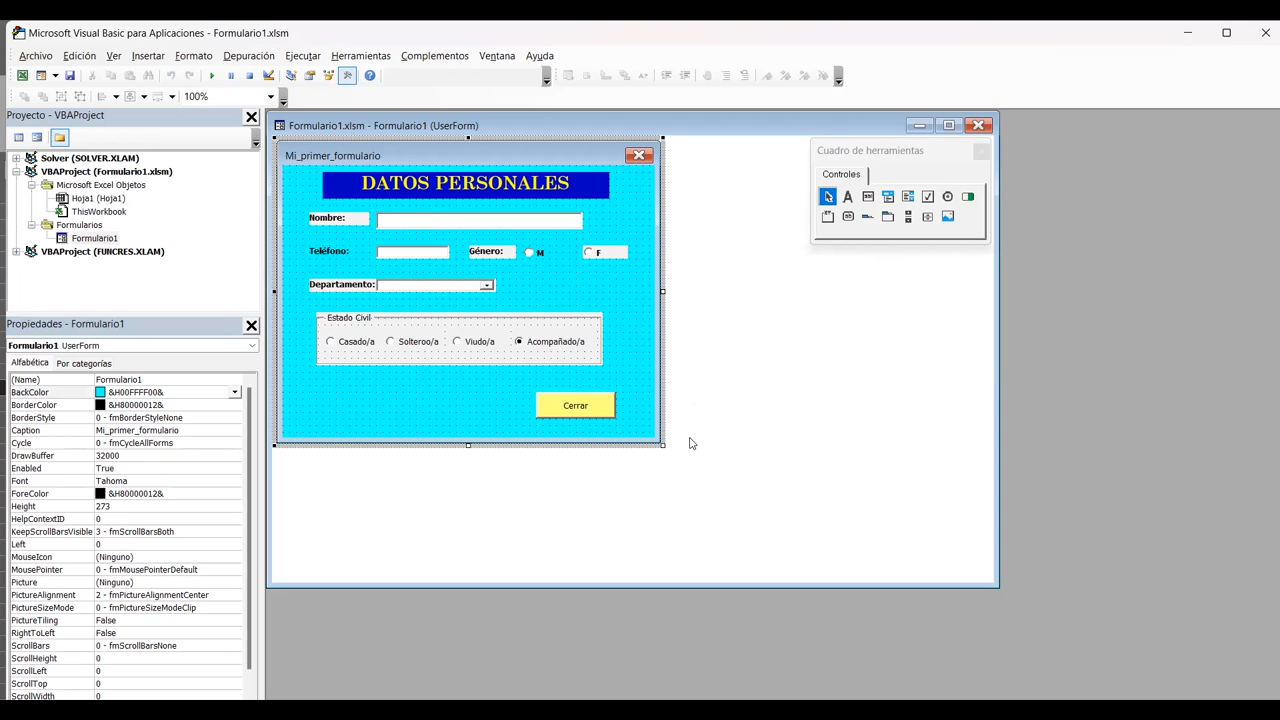 Microsoft Visual Basic para Aplicaciones - Formulario1.xlsm
Archivo Edición Ver Insertar Formato Depuración Ejecutar Herramientas Complementos Ventana Ayuda
100%
Proyecto - VBAProject
Solver (SOLVER.XLAM)
VBAProject (Formulario1.xlsm)
Microsoft Excel Objetos
Hoja1 (Hoja1)
ThisWorkbook
Formularios
Formulario1
VBAProject (FUNCRES.XLAM)
Propiedades - Formulario1
Formulario1 UserForm
Alfabética Por categorías
(Name) Formulario1
BackColor &H00FFFF00&
BorderColor &H80000012&
BorderStyle 0 - fmBorderStyleNone
Caption Mi_primer_formulario
Cycle 0 - fmCycleAllForms
DrawBuffer 32000
Enabled True
Font Tahoma
ForeColor &H80000012&
Height 273
HelpContextID 0
KeepScrollBarsVisible 3 - fmScrollBarsBoth
Left 0
MouseIcon (Ninguno)
MousePointer 0 - fmMousePointerDefault
Picture (Ninguno)
PictureAlignment 2 - fmPictureAlignmentCenter
PictureSizeMode 0 - fmPictureSizeModeClip
PictureTiling False
RightToLeft False
ScrollBars 0 - fmScrollBarsNone
ScrollHeight 0
ScrollLeft 0
ScrollTop 0
ScrollWidth 0
Formulario1.xlsm - Formulario1 (UserForm)
Mi_primer_formulario
DATOS PERSONALES
Nombre:
Teléfono: Género: M F
Departamento:
Estado Civil
Casado/a Solteroo/a Viudo/a Acompañado/a
Cerrar
Cuadro de herramientas
Controles